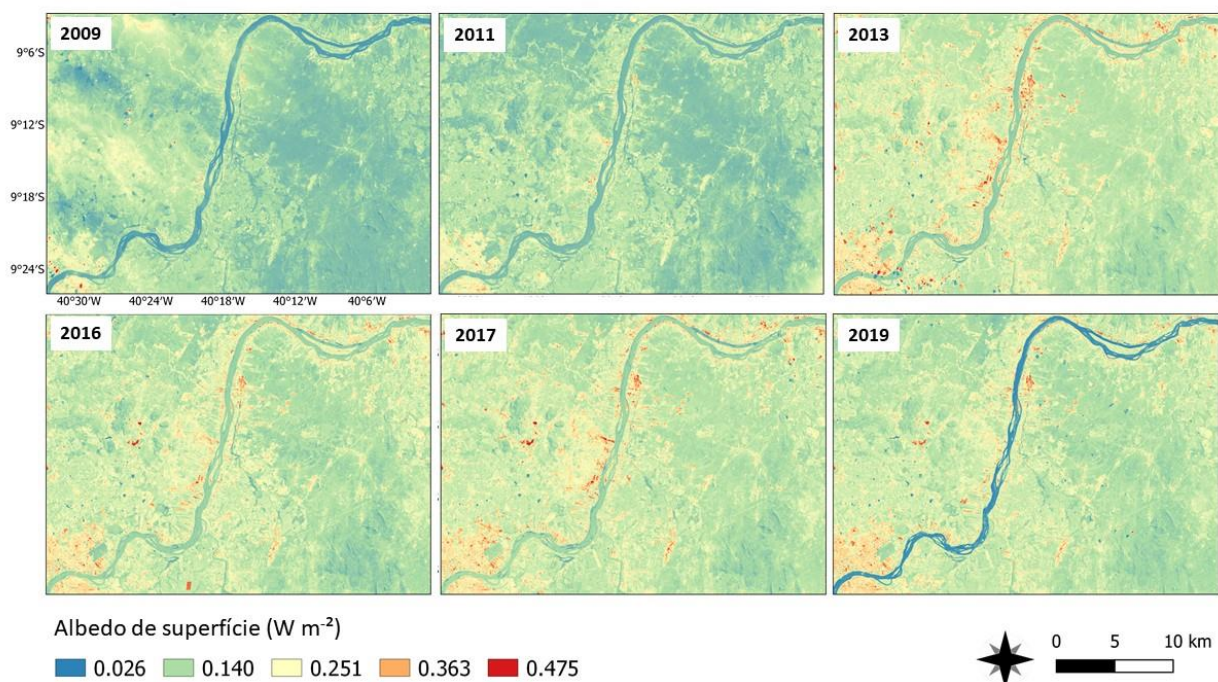 2009
2011
2013
9°6'S
9°12'S
9°18'S
9°24'S
40°30'W 40°24'W 40°18'W 40°12'W 40°6'W
2016
2017
2019
Albedo de superfície (W m⁻²)
0.026 0.140 0.251 0.363 0.475
0 5 10 km